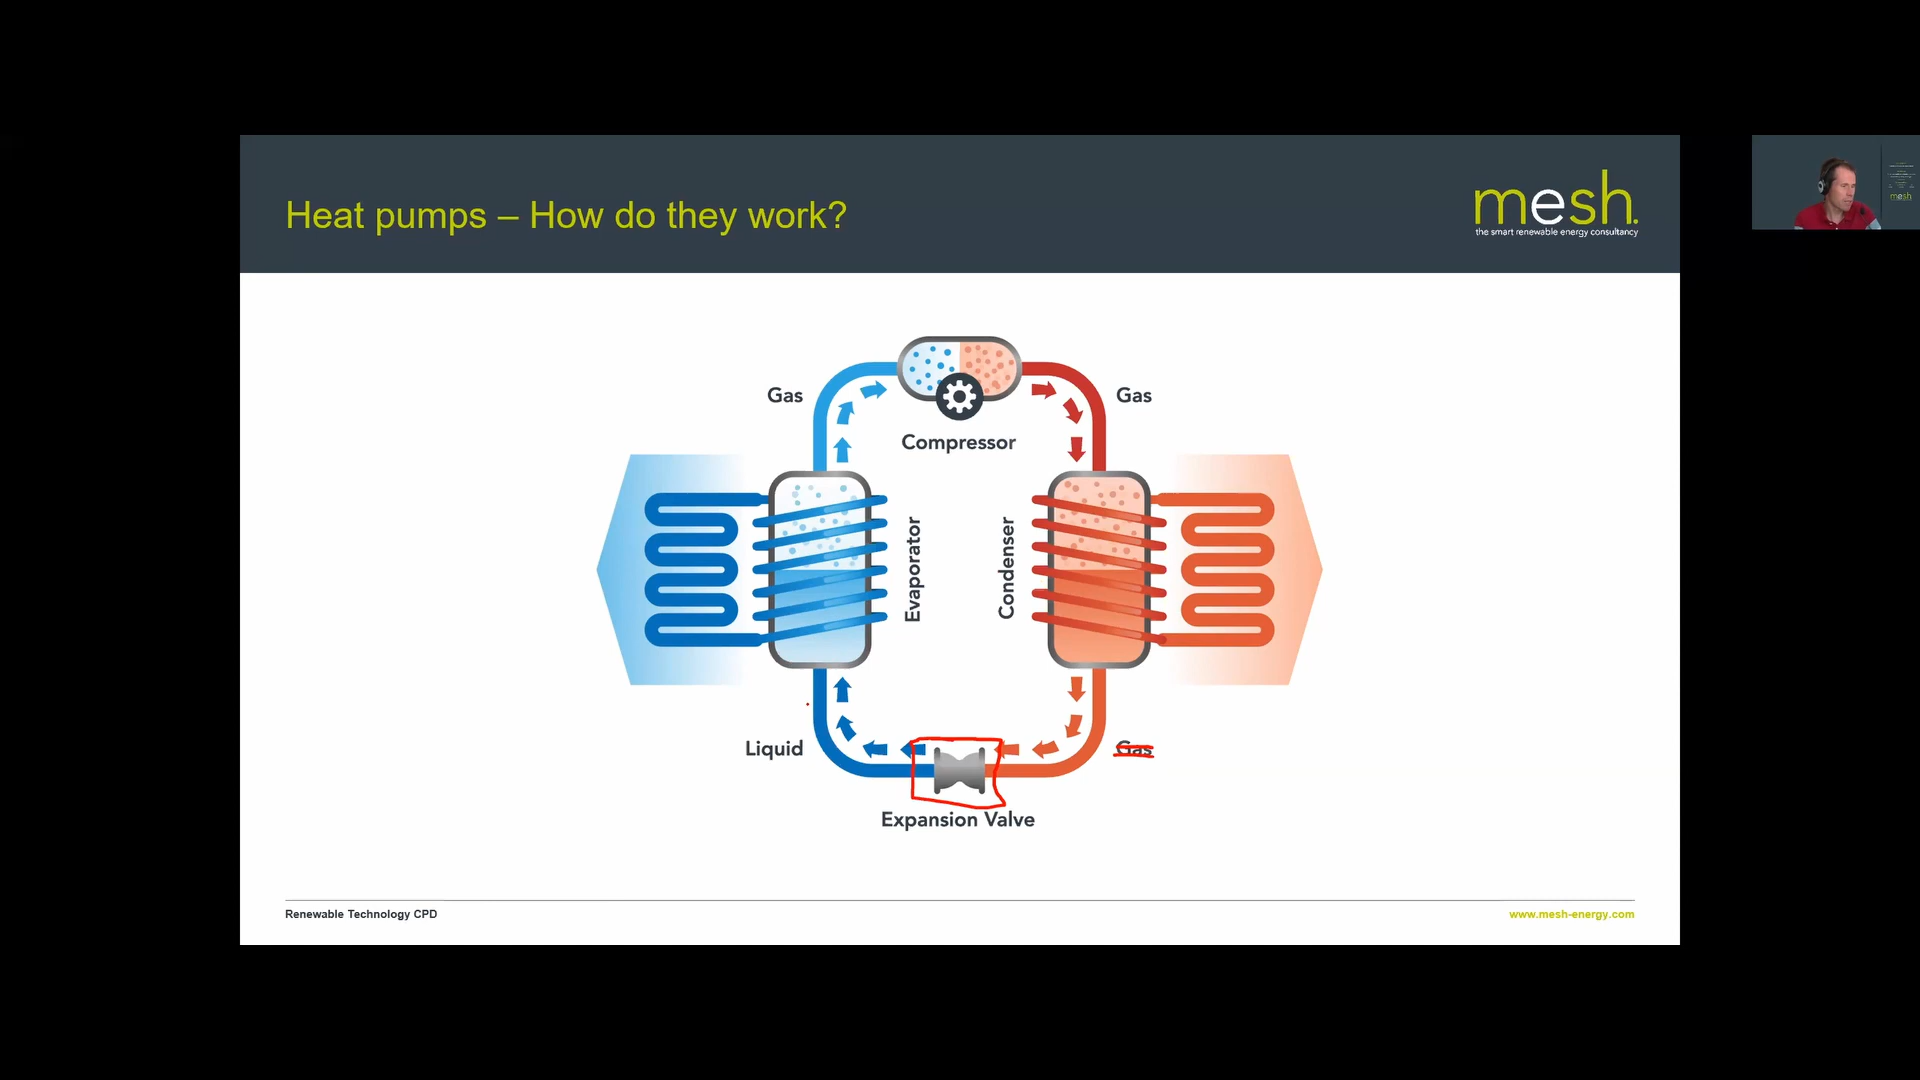 Heat pumps – How do they work?
mesh.
the smart renewable energy consultancy
mesh
Gas
Gas
Compressor
Evaporator
Condenser
Liquid
Gas
Expansion Valve
Renewable Technology CPD
www.mesh-energy.com